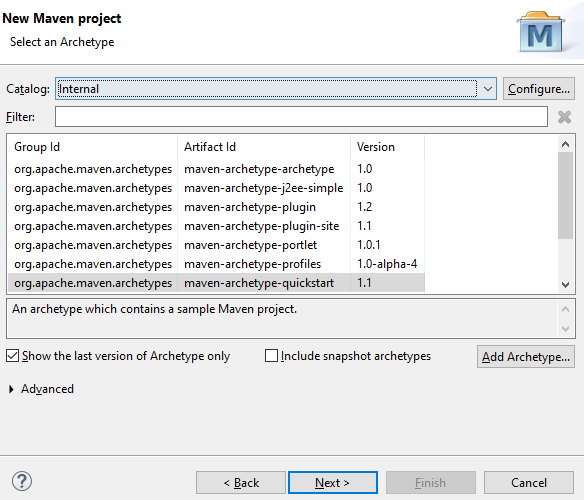 New Maven project
Select an Archetype
M
Catalog: Internal Configure...
Filter:
Group Id Artifact Id Version
org.apache.maven.archetypes maven-archetype-archetype 1.0
org.apache.maven.archetypes maven-archetype-j2ee-simple 1.0
org.apache.maven.archetypes maven-archetype-plugin 1.2
org.apache.maven.archetypes maven-archetype-plugin-site 1.1
org.apache.maven.archetypes maven-archetype-portlet 1.0.1
org.apache.maven.archetypes maven-archetype-profiles 1.0-alpha-4
org.apache.maven.archetypes maven-archetype-quickstart 1.1
An archetype which contains a sample Maven project.
Show the last version of Archetype only Include snapshot archetypes Add Archetype...
Advanced
? < Back Next > Finish Cancel